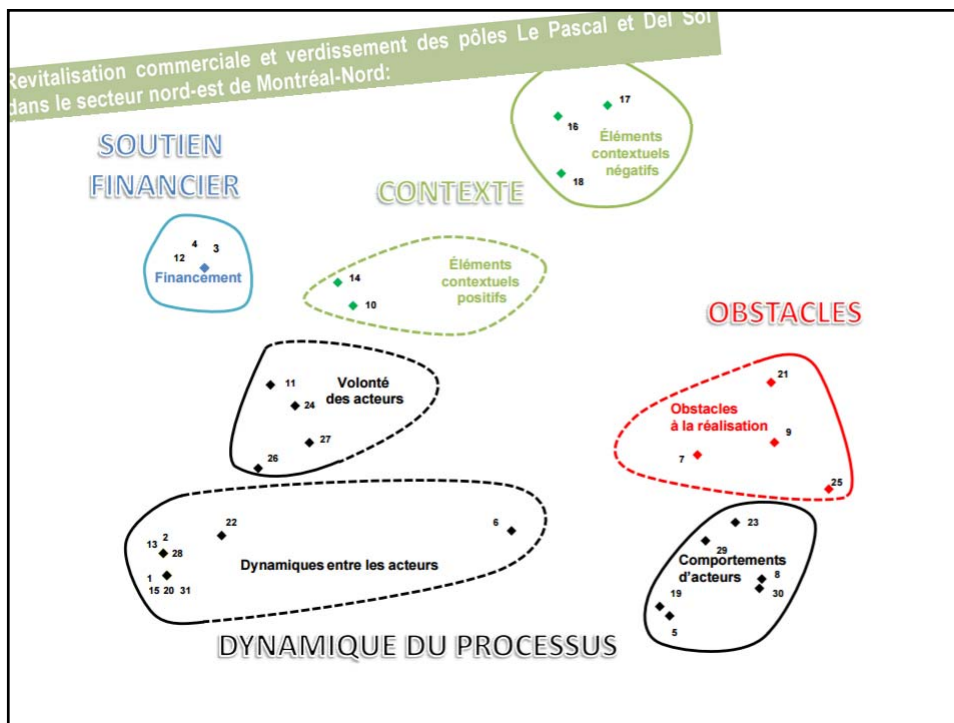 Revitalisation commerciale et verdissement des pôles Le Pascal et Del Sol
dans le secteur nord-est de Montréal-Nord:
17
16
Éléments
contextuels
négatifs
18
SOUTIEN
FINANCIER
CONTEXTE
4 3
12
Financement
14
10
Éléments
contextuels
positifs
OBSTACLES
11
24
27
26
Volonté
des acteurs
21
Obstacles
à la réalisation
9
7
25
22
2
13 28
1
15 20 31
6
Dynamiques entre les acteurs
23
29
Comportements
d'acteurs
8
30
19
5
DYNAMIQUE DU PROCESSUS